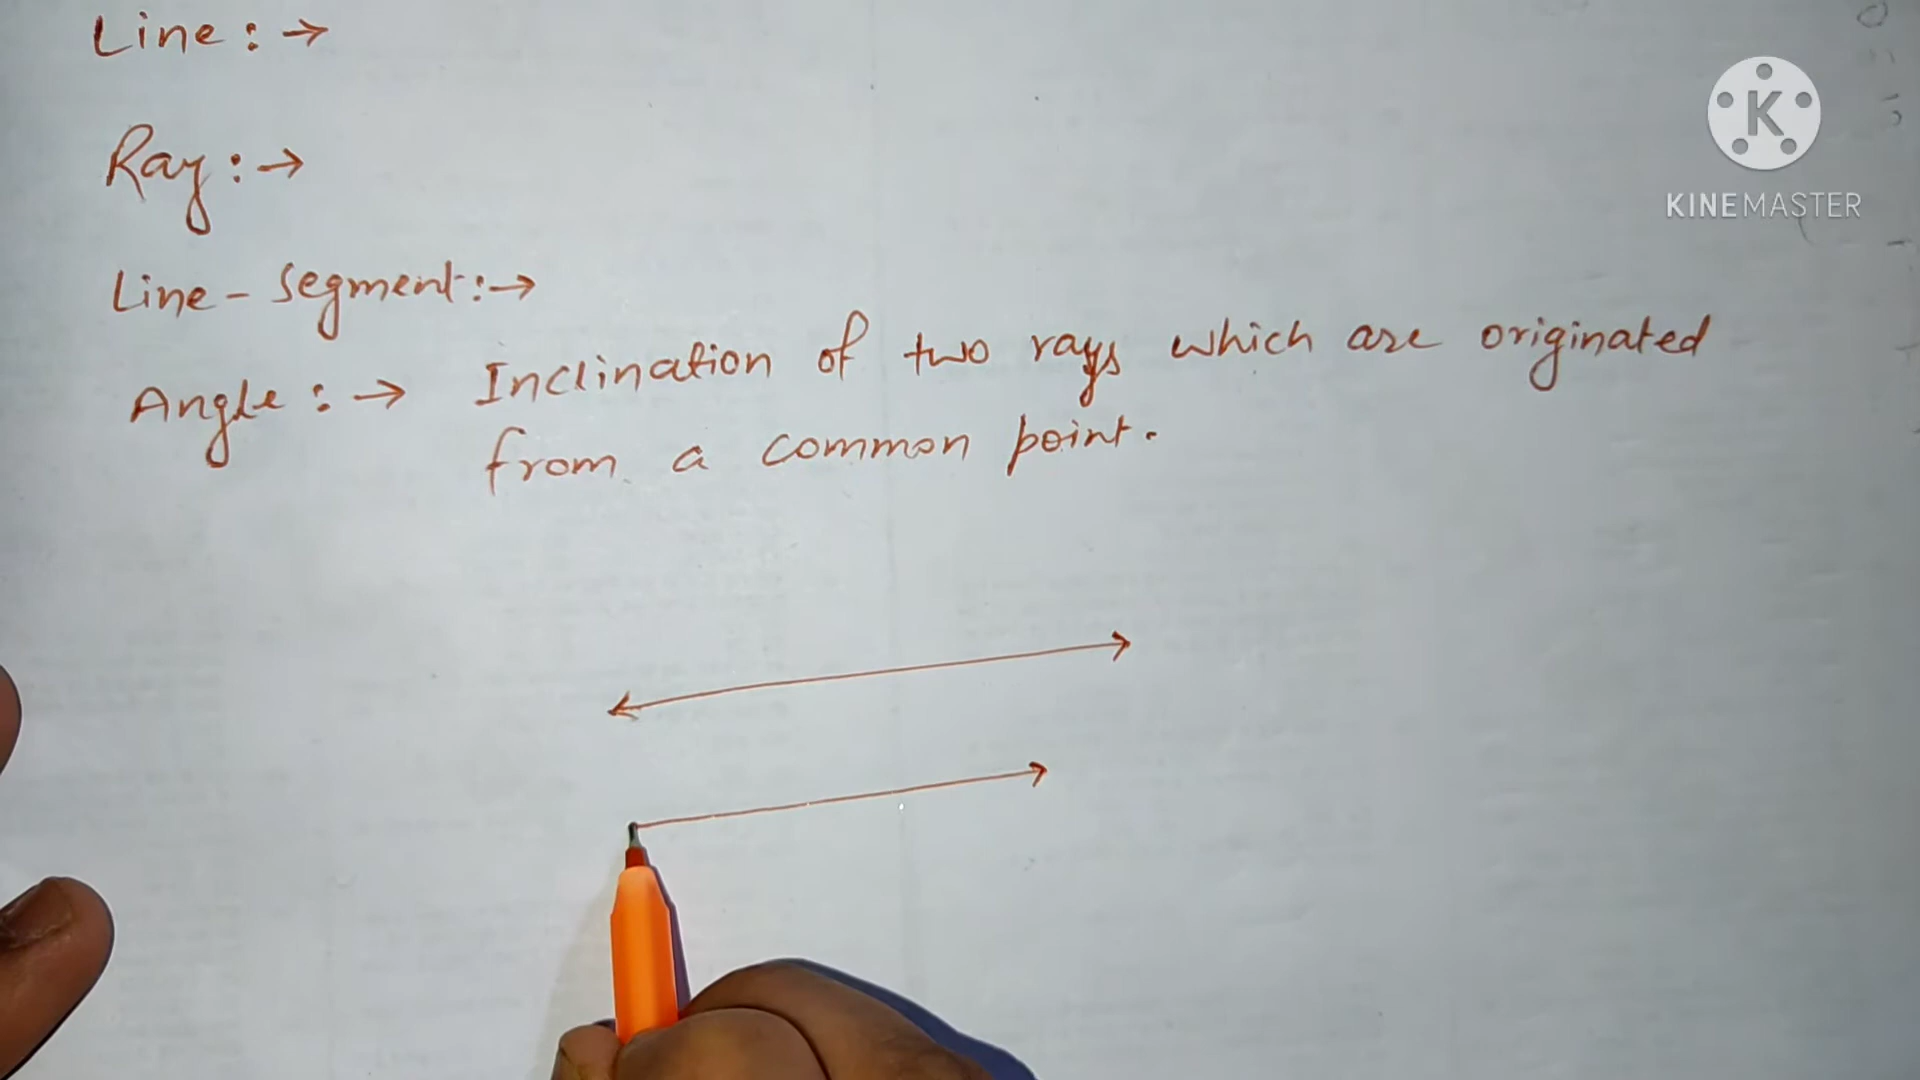 Line : →
Ray : →
Line - Segment : →
Angle : → Inclination of two rays which are originated
from a common point.
K
KINEMASTER